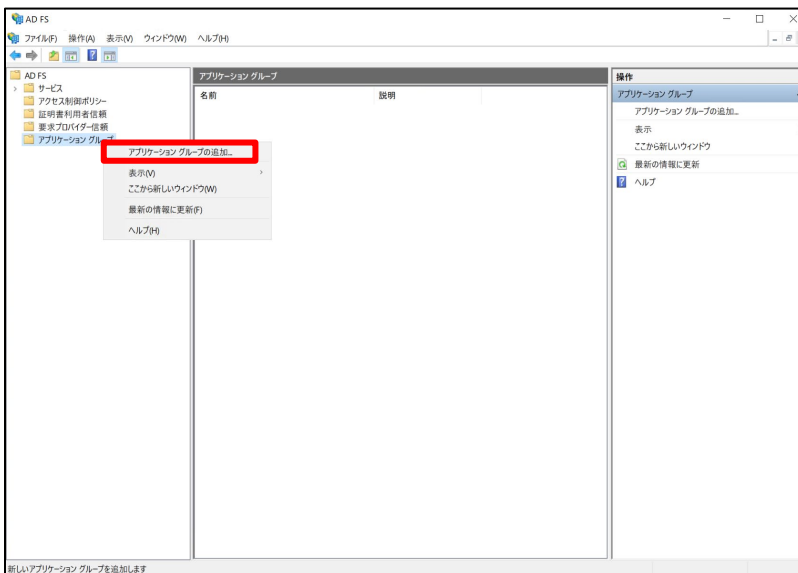 AD FS
ファイル(F) 操作(A) 表示(V) ウィンドウ(W) ヘルプ(H)
AD FS
サービス
アクセス制御ポリシー
証明書利用者信頼
要求プロバイダー信頼
アプリケーション グループ
アプリケーション グループの追加...
表示(V)
ここから新しいウィンドウ(W)
最新の情報に更新(F)
ヘルプ(H)
アプリケーション グループ
名前 説明
操作
アプリケーション グループ
アプリケーション グループの追加...
表示
ここから新しいウィンドウ
最新の情報に更新
ヘルプ
新しいアプリケーション グループを追加します